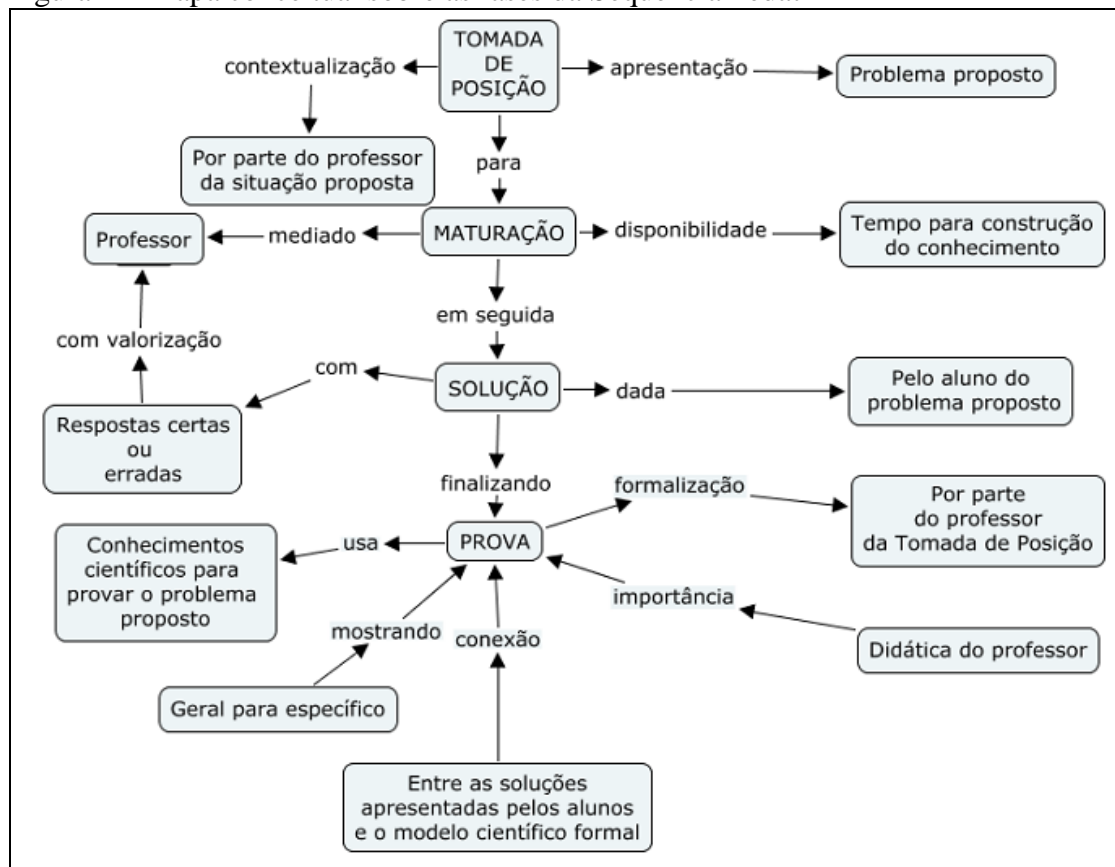 TOMADA
DE
POSIÇÃO
contextualização
apresentação
Problema proposto
Por parte do professor
da situação proposta
para
Professor
mediado
MATURAÇÃO
disponibilidade
Tempo para construção
do conhecimento
em seguida
com valorização
com
SOLUÇÃO
dada
Pelo aluno do
problema proposto
Respostas certas
ou
erradas
finalizando
formalização
Por parte
do professor
da Tomada de Posição
Conhecimentos
científicos para
provar o problema
proposto
usa
PROVA
importância
mostrando
conexão
Didática do professor
Geral para específico
Entre as soluções
apresentadas pelos alunos
e o modelo científico formal